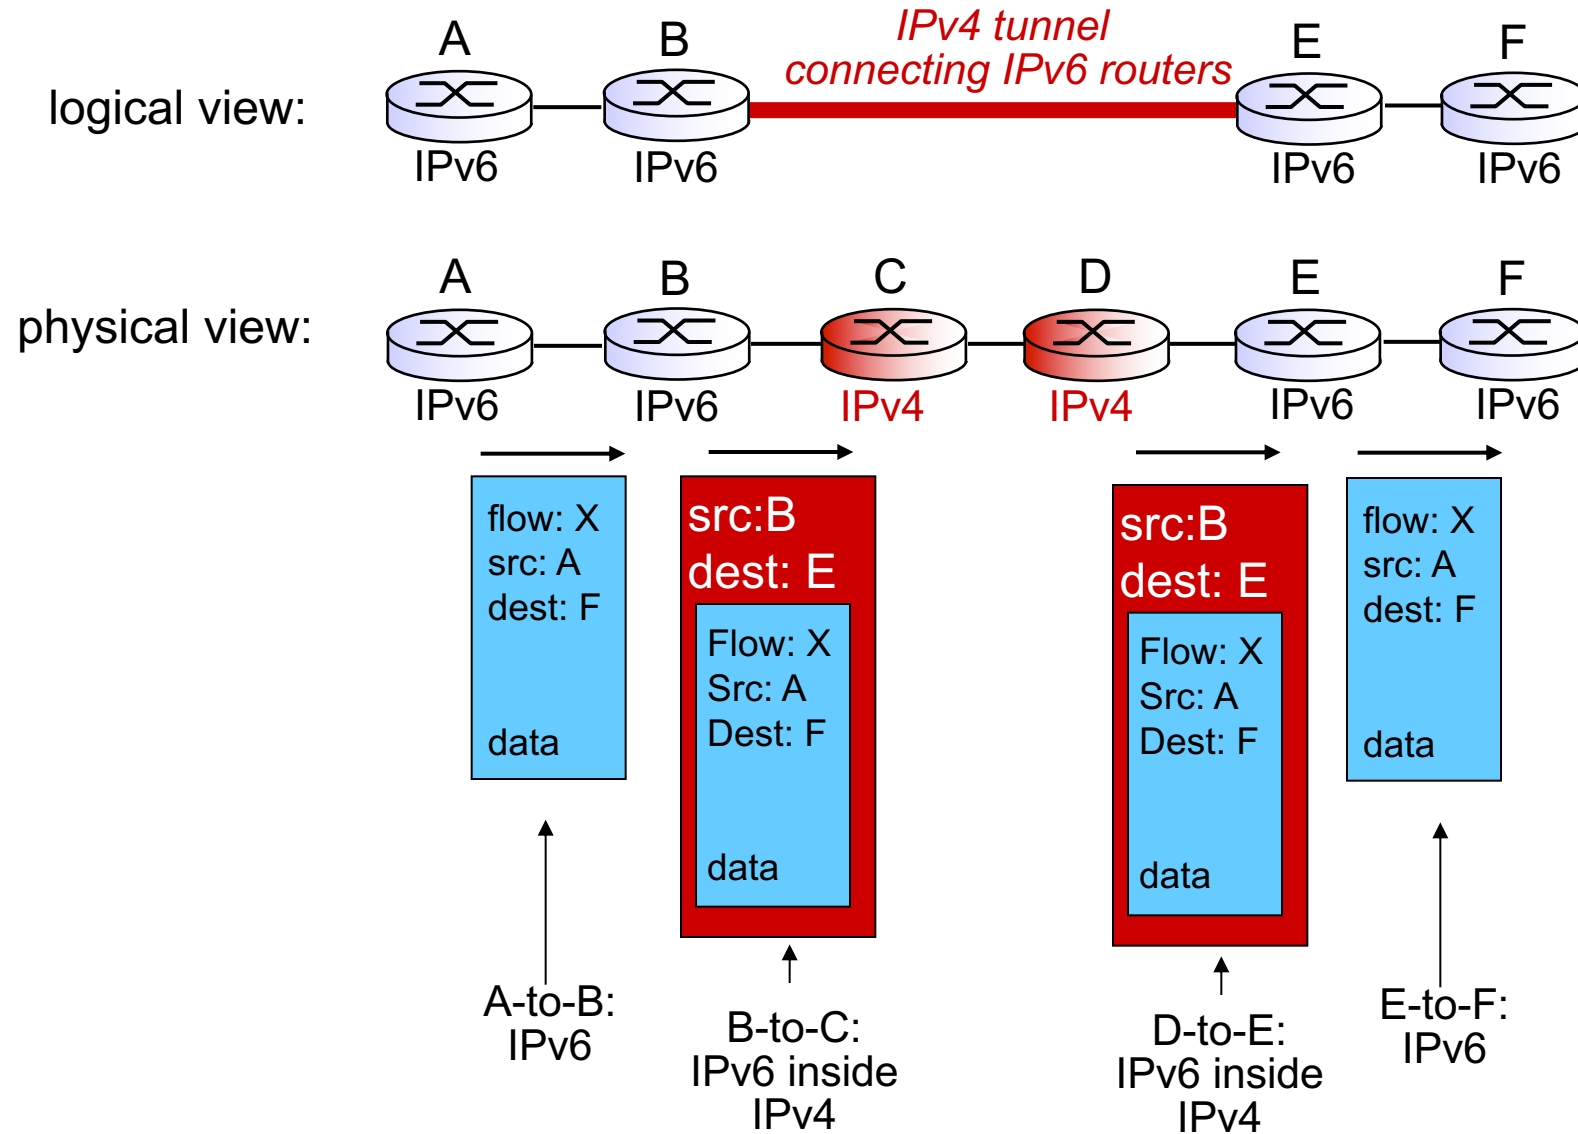 A
B
IPv4 tunnel
connecting IPv6 routers
E
F
logical view:
IPv6
IPv6
IPv6
IPv6
A
B
C
D
E
F
physical view:
IPv6
IPv6
IPv4
IPv4
IPv6
IPv6
flow: X
src: A
dest: F
data
src:B
dest: E
Flow: X
Src: A
Dest: F
data
src:B
dest: E
Flow: X
Src: A
Dest: F
data
flow: X
src: A
dest: F
data
A-to-B:
IPv6
B-to-C:
IPv6 inside
IPv4
D-to-E:
IPv6 inside
IPv4
E-to-F:
IPv6